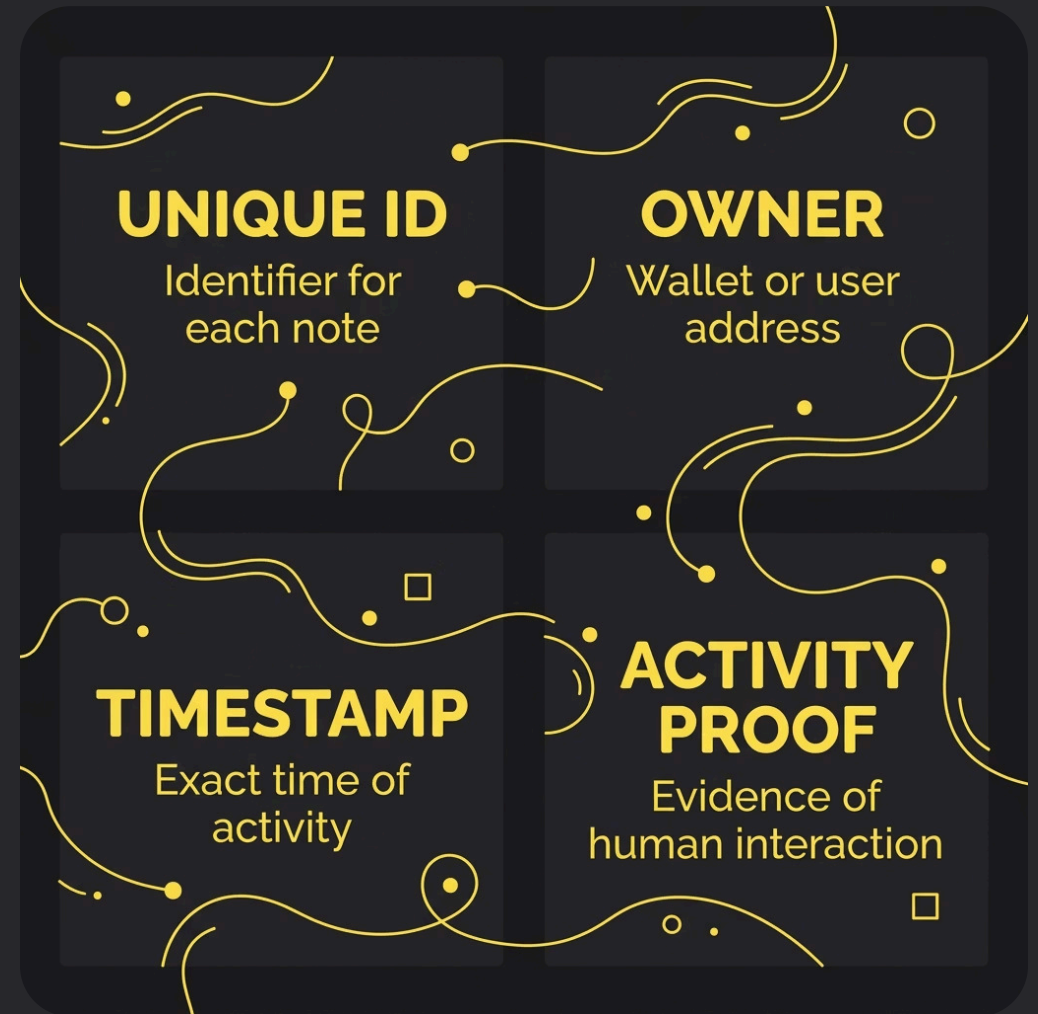 UNIQUE ID
Identifier for
each note
OWNER
Wallet or user
address
TIMESTAMP
Exact time of
activity
ACTIVITY
PROOF
Evidence of
human interaction